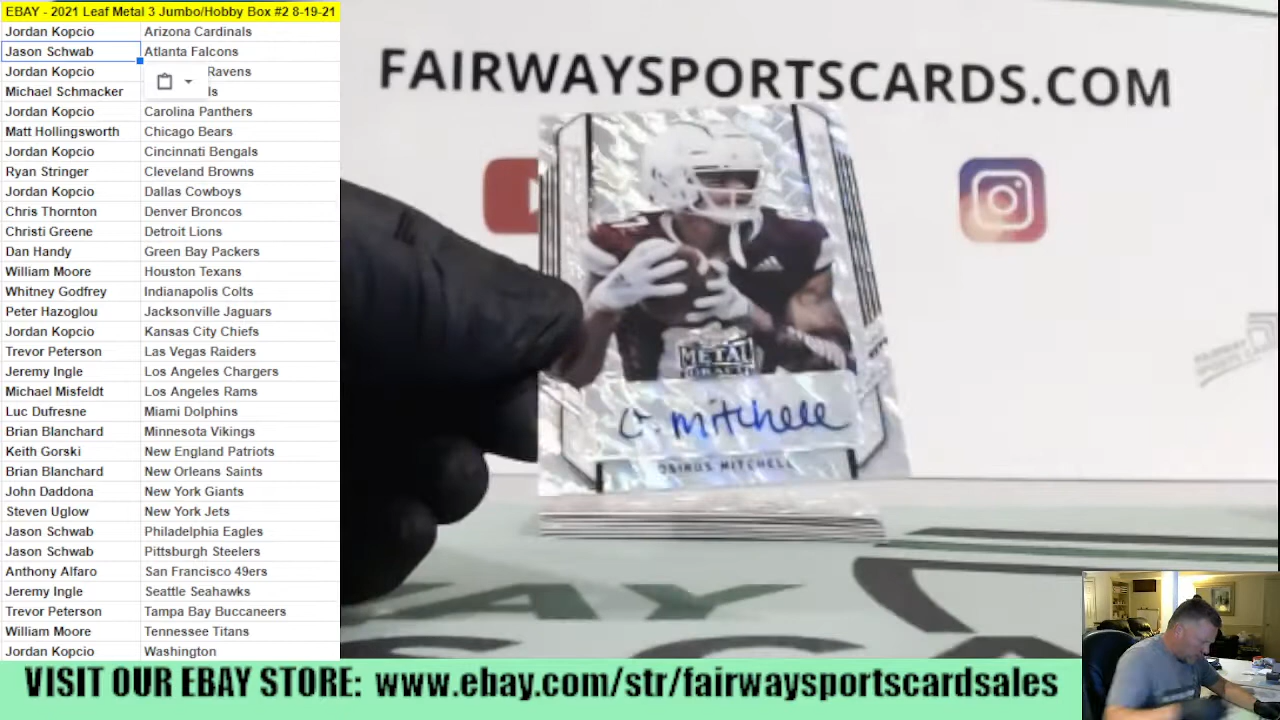 EBAY - 2021 Leaf Metal 3 Jumbo/Hobby Box #2 8-19-21
Jordan Kopcio Arizona Cardinals
Jason Schwab Atlanta Falcons
Jordan Kopcio Ravens
Michael Schmacker ls
Jordan Kopcio Carolina Panthers
Matt Hollingsworth Chicago Bears
Jordan Kopcio Cincinnati Bengals
Ryan Stringer Cleveland Browns
Jordan Kopcio Dallas Cowboys
Chris Thornton Denver Broncos
Christi Greene Detroit Lions
Dan Handy Green Bay Packers
William Moore Houston Texans
Whitney Godfrey Indianapolis Colts
Peter Hazoglou Jacksonville Jaguars
Jordan Kopcio Kansas City Chiefs
Trevor Peterson Las Vegas Raiders
Jeremy Ingle Los Angeles Chargers
Michael Misfeldt Los Angeles Rams
Luc Dufresne Miami Dolphins
Brian Blanchard Minnesota Vikings
Keith Gorski New England Patriots
Brian Blanchard New Orleans Saints
John Daddona New York Giants
Steven Uglow New York Jets
Jason Schwab Philadelphia Eagles
Jason Schwab Pittsburgh Steelers
Anthony Alfaro San Francisco 49ers
Jeremy Ingle Seattle Seahawks
Trevor Peterson Tampa Bay Buccaneers
William Moore Tennessee Titans
Jordan Kopcio Washington
FAIRWAYSPORTSCARDS.COM
METAL
O. Mitchell
OSIRUS MITCHELL
VISIT OUR EBAY STORE: www.ebay.com/str/fairwaysportscardsales